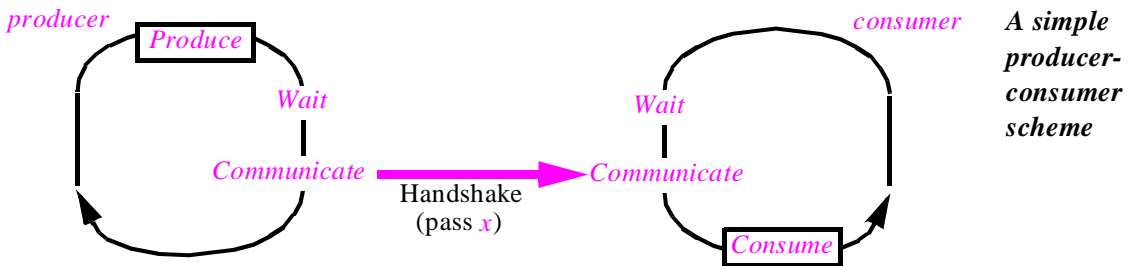 producer
Produce
Wait
Communicate
Handshake
(pass x)
consumer
Wait
Communicate
Consume
A simple
producer-
consumer
scheme